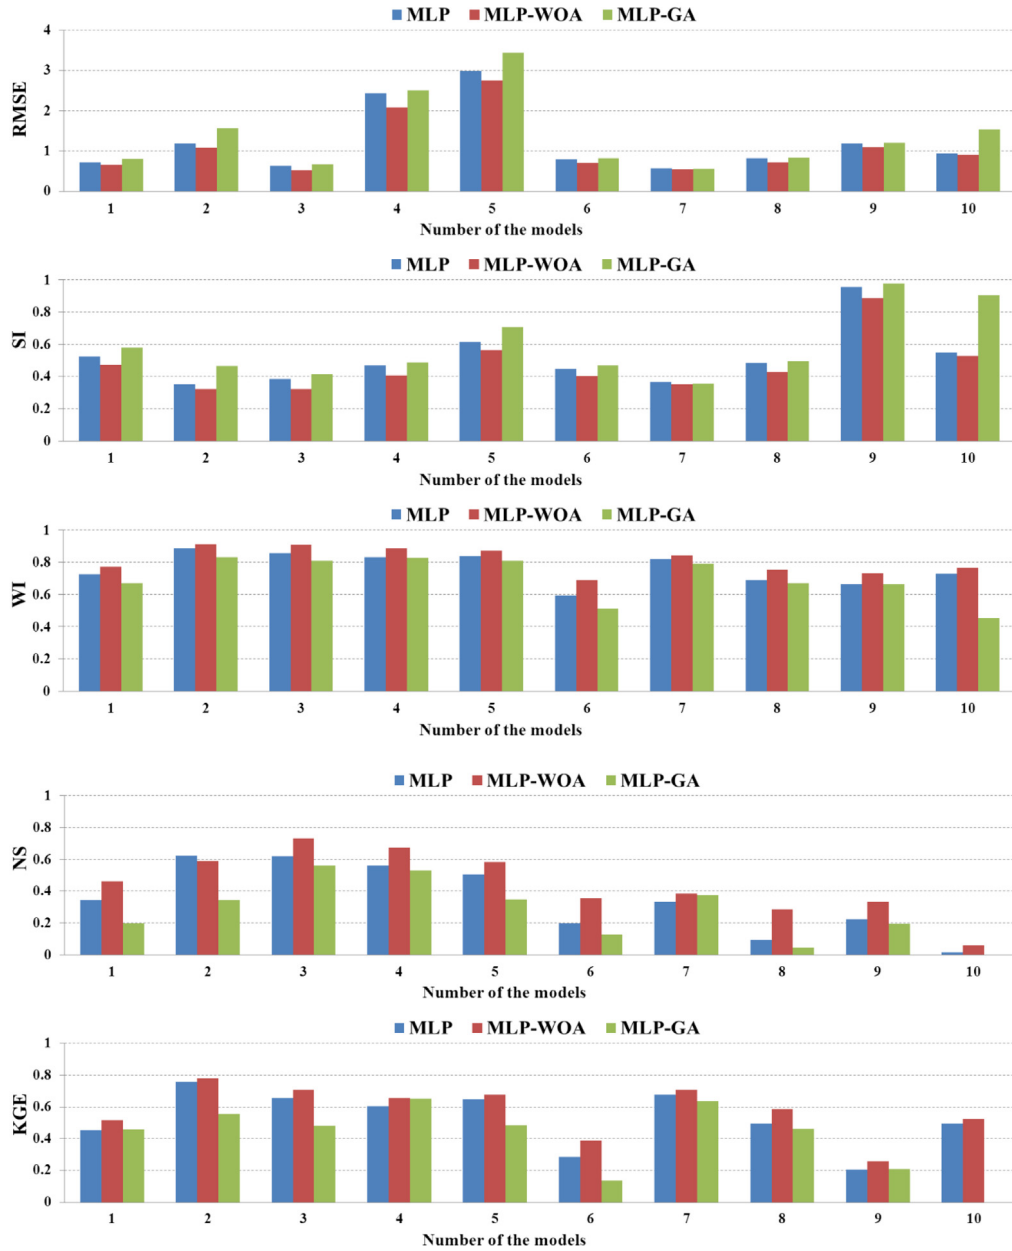 MLP MLP-WOA MLP-GA
RMSE
4
3
2
1
0
1 2 3 4 5 6 7 8 9 10
Number of the models
MLP MLP-WOA MLP-GA
SI
1
0.8
0.6
0.4
0.2
0
1 2 3 4 5 6 7 8 9 10
Number of the models
MLP MLP-WOA MLP-GA
WI
1
0.8
0.6
0.4
0.2
0
1 2 3 4 5 6 7 8 9 10
Number of the models
MLP MLP-WOA MLP-GA
NS
1
0.8
0.6
0.4
0.2
0
1 2 3 4 5 6 7 8 9 10
Number of the models
MLP MLP-WOA MLP-GA
KGE
1
0.8
0.6
0.4
0.2
0
1 2 3 4 5 6 7 8 9 10
Number of the models